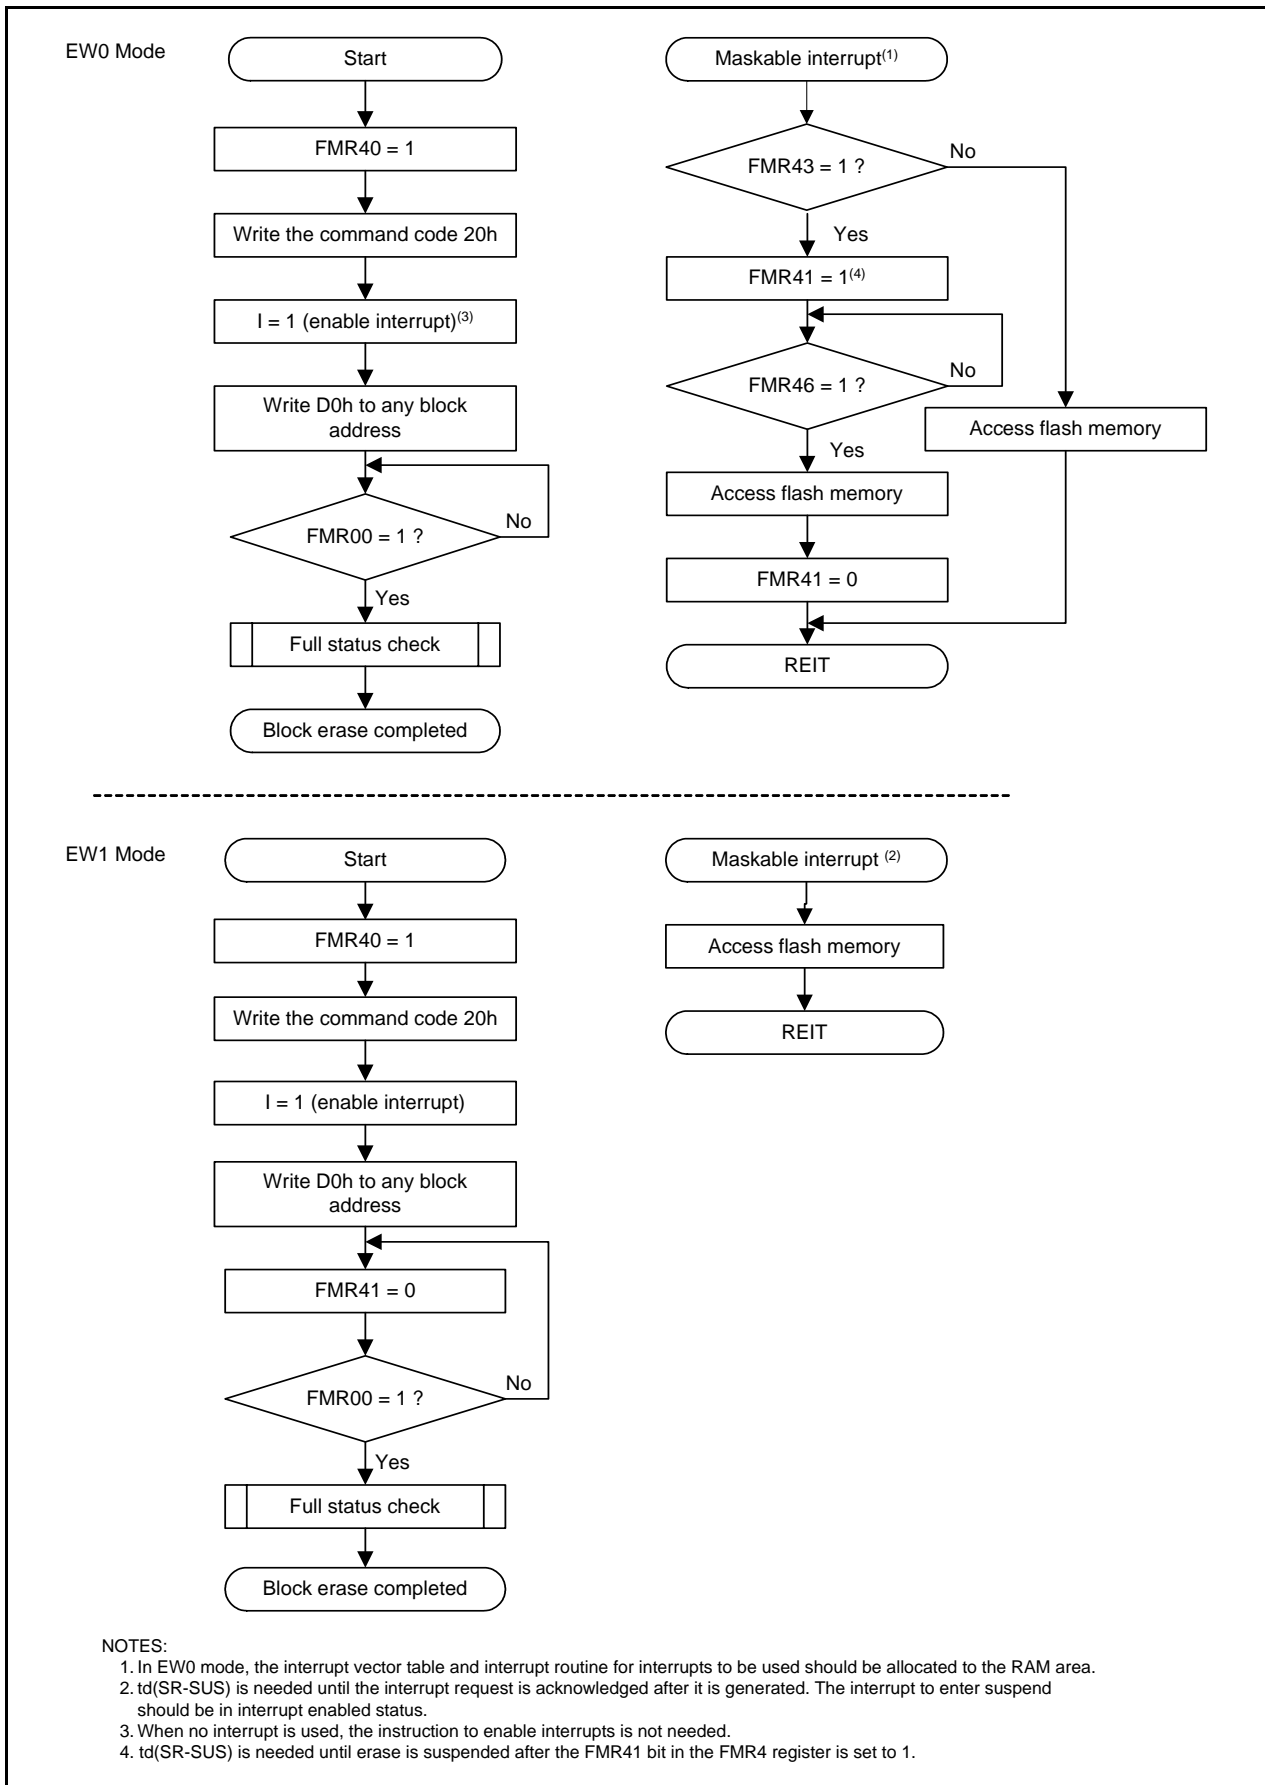 EW0 Mode
Start
FMR40 = 1
Write the command code 20h
I = 1 (enable interrupt)(3)
Write D0h to any block
address
FMR00 = 1 ?
No
Yes
Full status check
Block erase completed
Maskable interrupt(1)
FMR43 = 1 ?
No
Yes
FMR41 = 1(4)
FMR46 = 1 ?
No
Yes
Access flash memory
Access flash memory
FMR41 = 0
REIT
EW1 Mode
Start
FMR40 = 1
Write the command code 20h
I = 1 (enable interrupt)
Write D0h to any block
address
FMR41 = 0
FMR00 = 1 ?
No
Yes
Full status check
Block erase completed
Maskable interrupt (2)
Access flash memory
REIT
NOTES:
1. In EW0 mode, the interrupt vector table and interrupt routine for interrupts to be used should be allocated to the RAM area.
2. td(SR-SUS) is needed until the interrupt request is acknowledged after it is generated. The interrupt to enter suspend
should be in interrupt enabled status.
3. When no interrupt is used, the instruction to enable interrupts is not needed.
4. td(SR-SUS) is needed until erase is suspended after the FMR41 bit in the FMR4 register is set to 1.